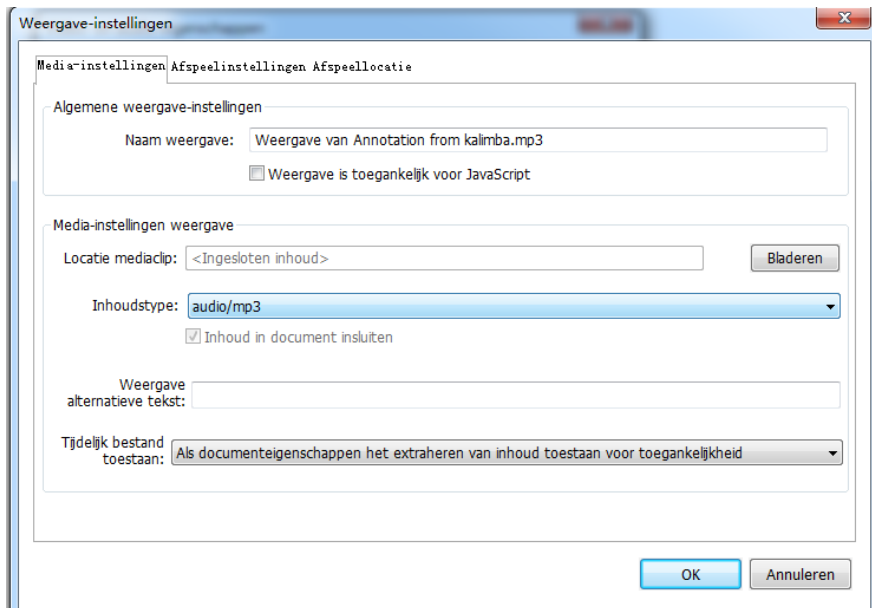 Weergave-instellingen
Media-instellingen Afspeelinstellingen Afspeellocatie
Algemene weergave-instellingen
Naam weergave: Weergave van Annotation from kalimba.mp3
Weergave is toegankelijk voor JavaScript
Media-instellingen weergave
Locatie mediaclip: <Ingesloten inhoud> Bladeren
Inhoudstype: audio/mp3
Inhoud in document insluiten
Weergave
alternatieve tekst:
Tijdelijk bestand
toestaan: Als documenteigenschappen het extraheren van inhoud toestaan voor toegankelijkheid
OK Annuleren